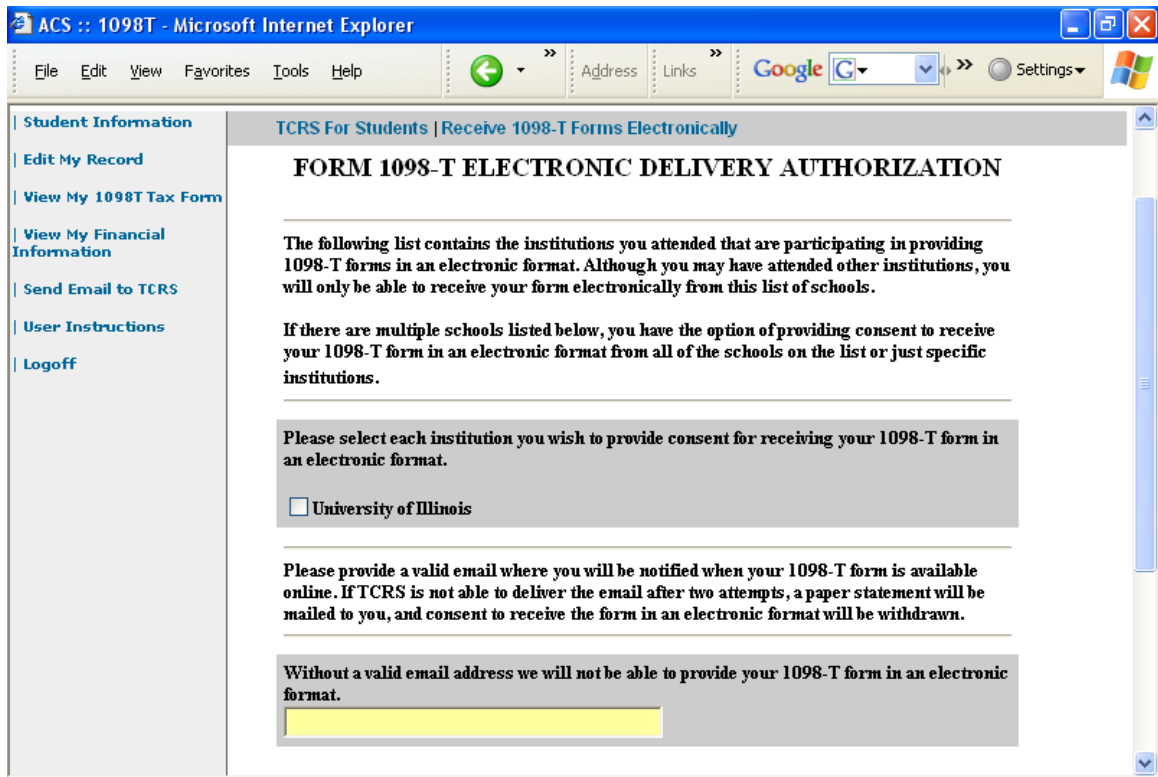 ACS :: 1098T - Microsoft Internet Explorer
File Edit View Favorites Tools Help » Address Links » Google G » Settings
| Student Information
| Edit My Record
| View My 1098T Tax Form
| View My Financial
Information
| Send Email to TCRS
| User Instructions
| Logoff
TCRS For Students | Receive 1098-T Forms Electronically
FORM 1098-T ELECTRONIC DELIVERY AUTHORIZATION
The following list contains the institutions you attended that are participating in providing
1098-T forms in an electronic format. Although you may have attended other institutions, you
will only be able to receive your form electronically from this list of schools.
If there are multiple schools listed below, you have the option of providing consent to receive
your 1098-T form in an electronic format from all of the schools on the list or just specific
institutions.
Please select each institution you wish to provide consent for receiving your 1098-T form in
an electronic format.
University of Illinois
Please provide a valid email where you will be notified when your 1098-T form is available
online. If TCRS is not able to deliver the email after two attempts, a paper statement will be
mailed to you, and consent to receive the form in an electronic format will be withdrawn.
Without a valid email address we will not be able to provide your 1098-T form in an electronic
format.